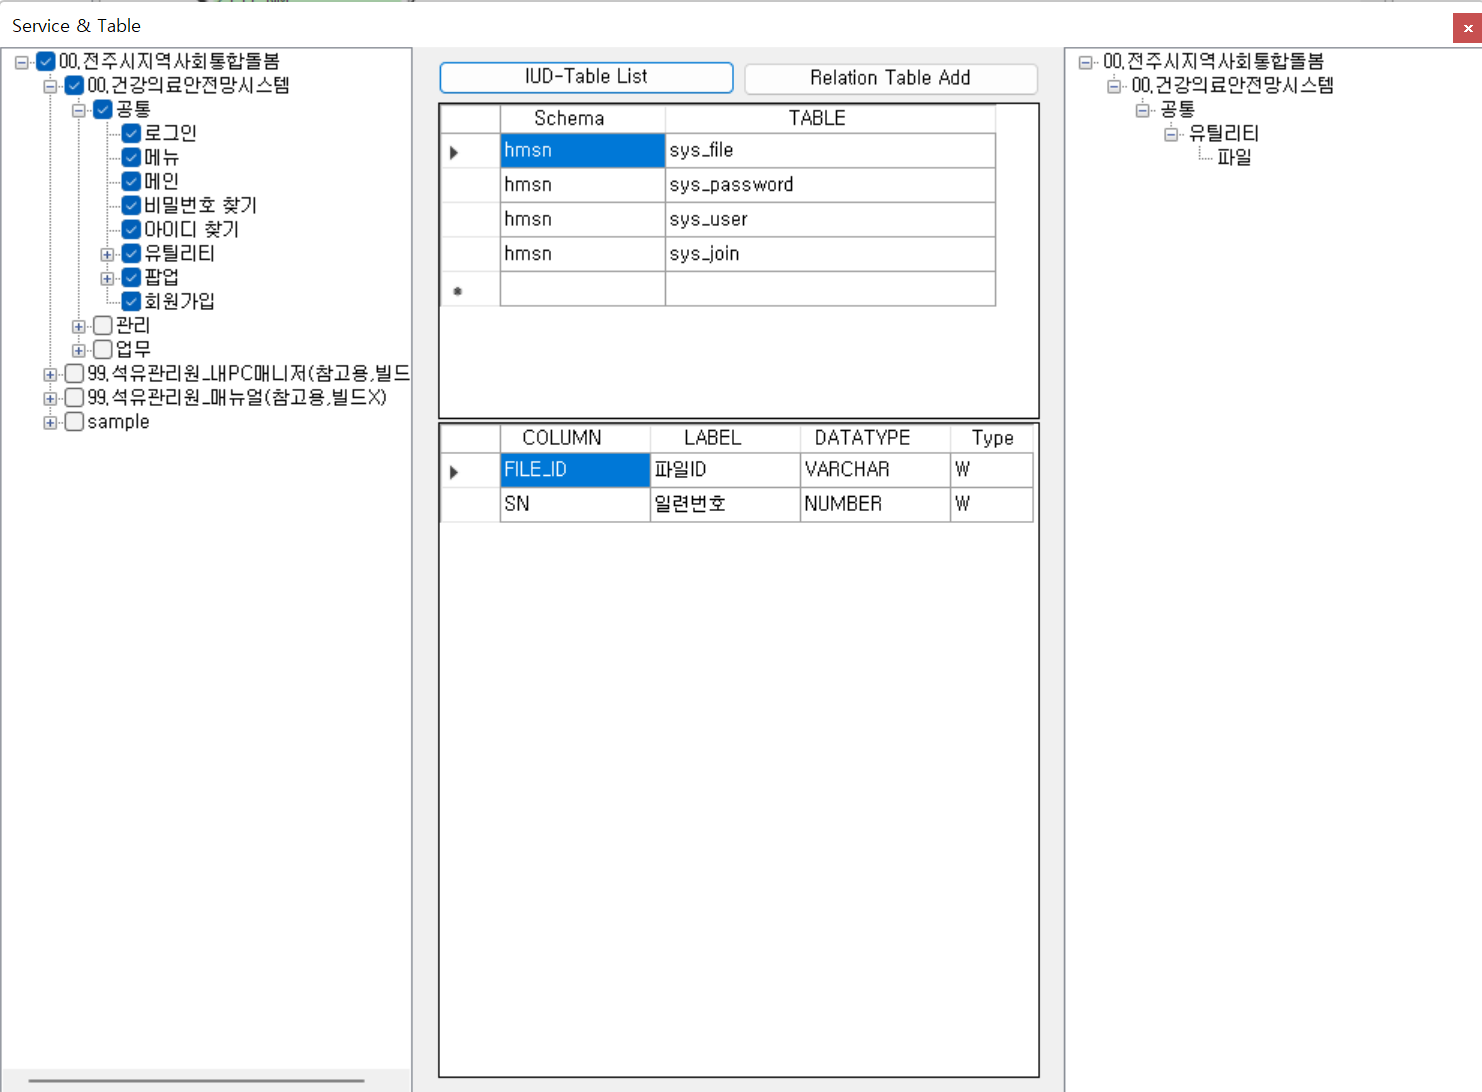 Service & Table
00.전주시지역사회통합돌봄
00.건강의료안전망시스템
공통
로그인
메뉴
메인
비밀번호 찾기
아이디 찾기
유틸리티
팝업
회원가입
관리
업무
99.석유관리원_내PC매니저(참고용,빌드
99.석유관리원_매뉴얼(참고용,빌드X)
sample
IUD-Table List
Relation Table Add
Schema TABLE
hmsn sys_file
hmsn sys_password
hmsn sys_user
hmsn sys_join
COLUMN LABEL DATATYPE Type
FILE_ID 파일ID VARCHAR W
SN 일련번호 NUMBER W
00.전주시지역사회통합돌봄
00.건강의료안전망시스템
공통
유틸리티
파일